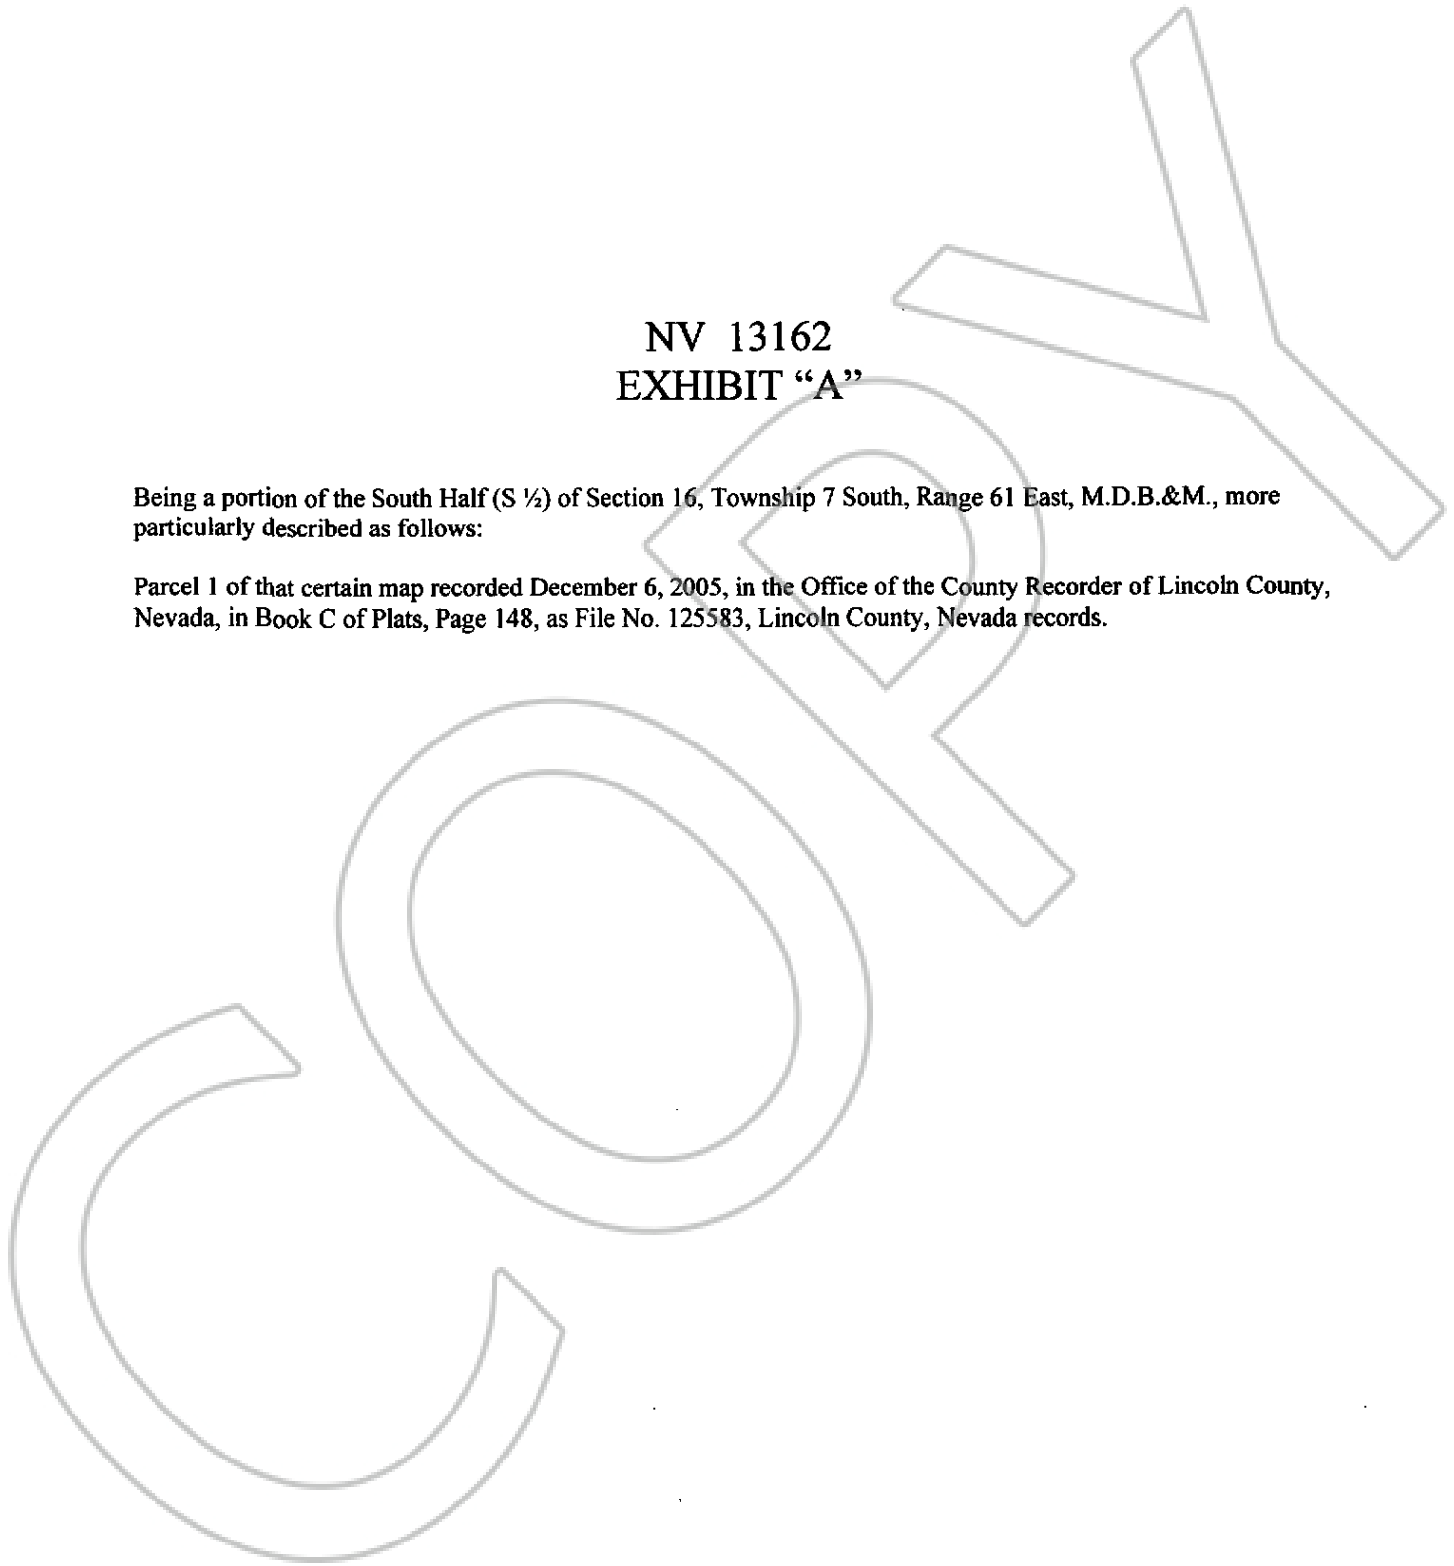 NV 13162
EXHIBIT “A”
Being a portion of the South Half (S ½) of Section 16, Township 7 South, Range 61 East, M.D.B.&M., more
particularly described as follows:
Parcel 1 of that certain map recorded December 6, 2005, in the Office of the County Recorder of Lincoln County,
Nevada, in Book C of Plats, Page 148, as File No. 125583, Lincoln County, Nevada records.
COPY